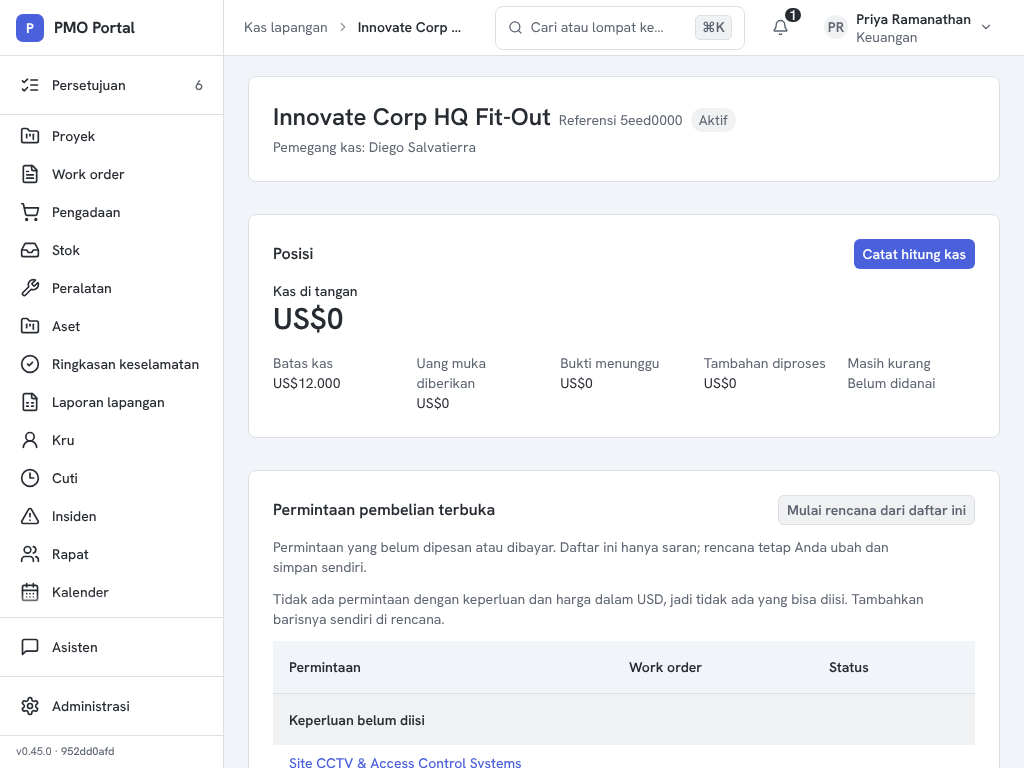 P PMO Portal
Kas lapangan > Innovate Corp ...
Cari atau lompat ke...
⌘K
1
PR
Priya Ramanathan
Keuangan
Persetujuan 6
Proyek
Work order
Pengadaan
Stok
Peralatan
Aset
Ringkasan keselamatan
Laporan lapangan
Kru
Cuti
Insiden
Rapat
Kalender
Asisten
Administrasi
v0.45.0 · 952dd0afd
Innovate Corp HQ Fit-Out Referensi 5eed0000 Aktif
Pemegang kas: Diego Salvatierra
Posisi
Catat hitung kas
Kas di tangan
US$0
Batas kas
US$12.000
Uang muka
diberikan
US$0
Bukti menunggu
US$0
Tambahan diproses
US$0
Masih kurang
Belum didanai
Permintaan pembelian terbuka
Mulai rencana dari daftar ini
Permintaan yang belum dipesan atau dibayar. Daftar ini hanya saran; rencana tetap Anda ubah dan
simpan sendiri.
Tidak ada permintaan dengan keperluan dan harga dalam USD, jadi tidak ada yang bisa diisi. Tambahkan
barisnya sendiri di rencana.
Permintaan Work order Status
Keperluan belum diisi
Site CCTV & Access Control Systems